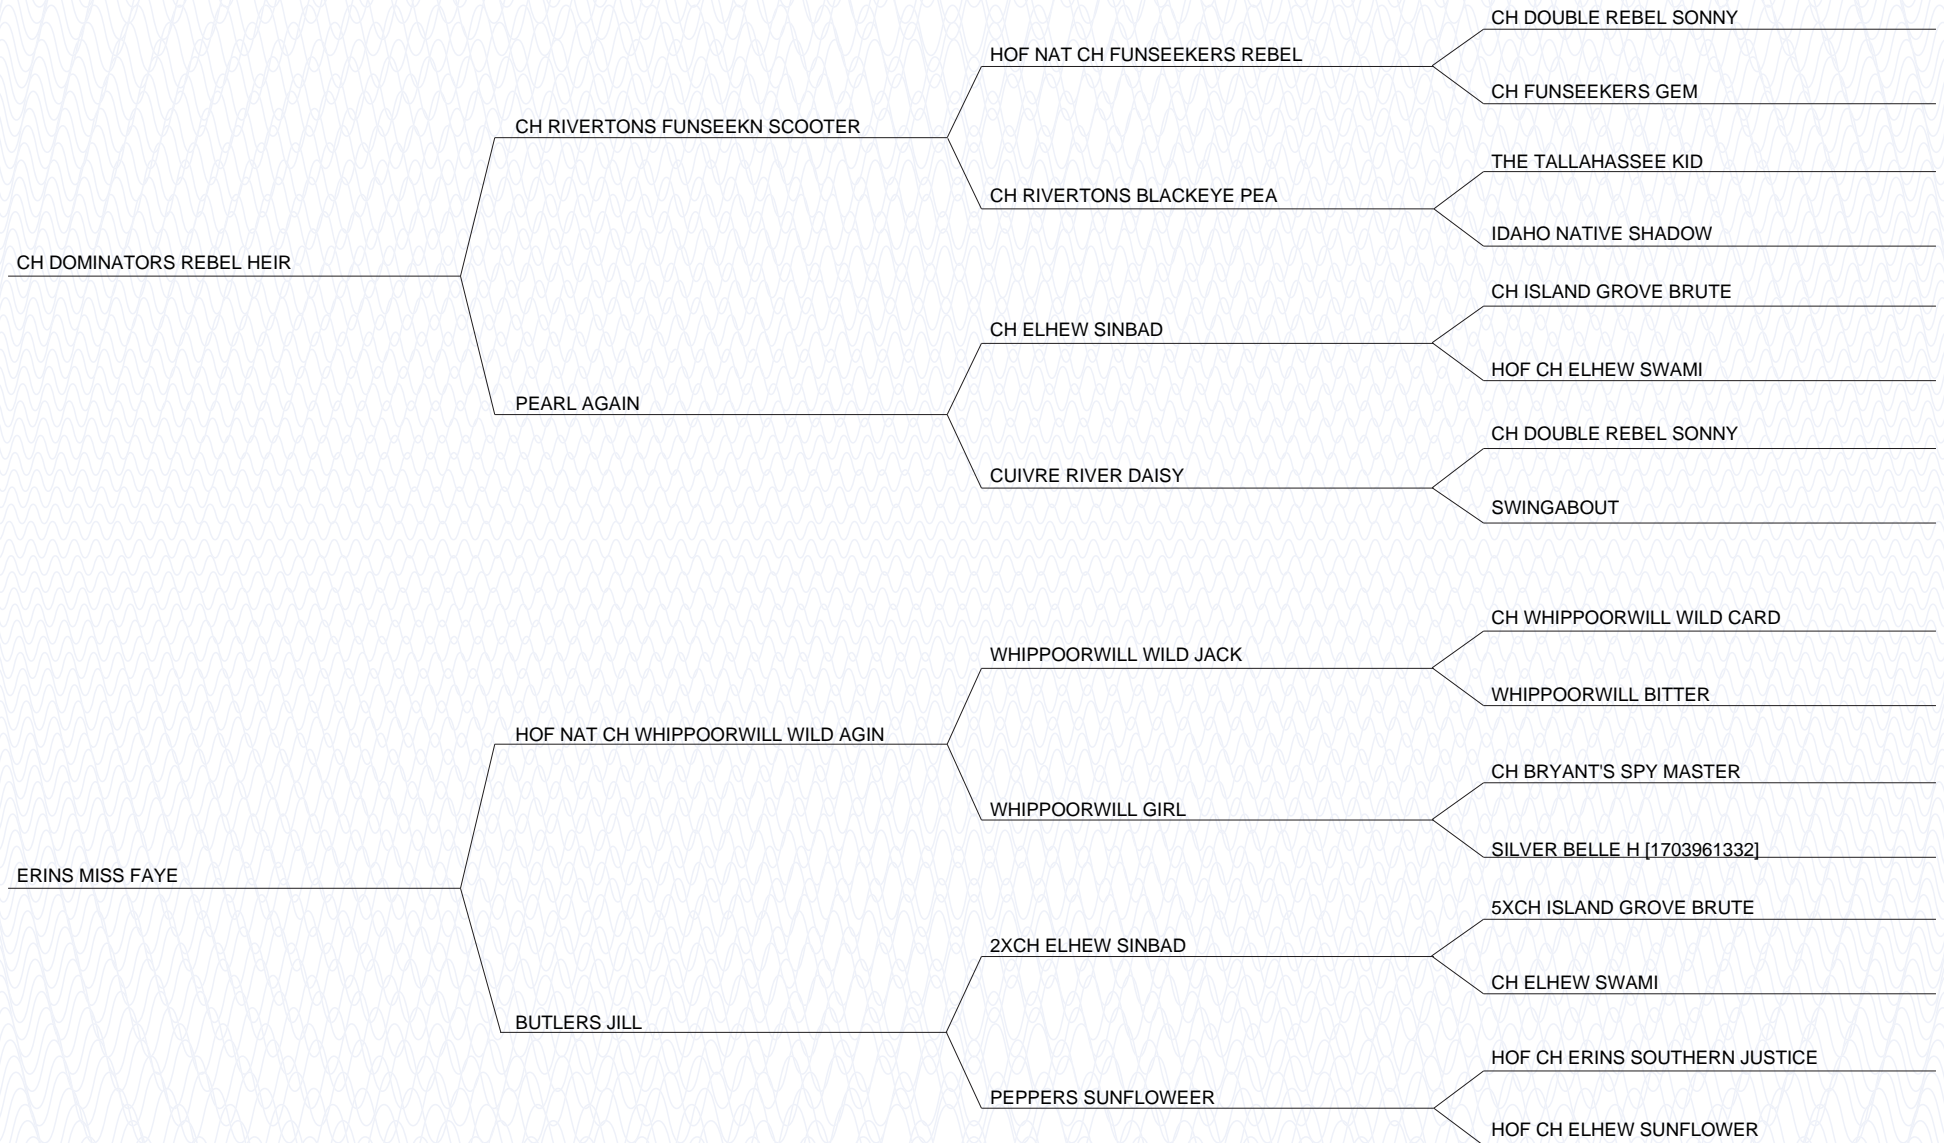 CH DOUBLE REBEL SONNY
HOF NAT CH FUNSEEKERS REBEL
CH FUNSEEKERS GEM
CH RIVERTONS FUNSEEKN SCOOTER
THE TALLAHASSEE KID
CH RIVERTONS BLACKEYE PEA
IDAHO NATIVE SHADOW
CH DOMINATORS REBEL HEIR
CH ISLAND GROVE BRUTE
CH ELHEW SINBAD
HOF CH ELHEW SWAMI
PEARL AGAIN
CH DOUBLE REBEL SONNY
CUIVRE RIVER DAISY
SWINGABOUT
CH WHIPPOORWILL WILD CARD
WHIPPOORWILL WILD JACK
WHIPPOORWILL BITTER
HOF NAT CH WHIPPOORWILL WILD AGIN
CH BRYANT'S SPY MASTER
WHIPPOORWILL GIRL
SILVER BELLE H [1703961332]
ERINS MISS FAYE
5XCH ISLAND GROVE BRUTE
2XCH ELHEW SINBAD
CH ELHEW SWAMI
BUTLERS JILL
HOF CH ERINS SOUTHERN JUSTICE
PEPPERS SUNFLOWEER
HOF CH ELHEW SUNFLOWER